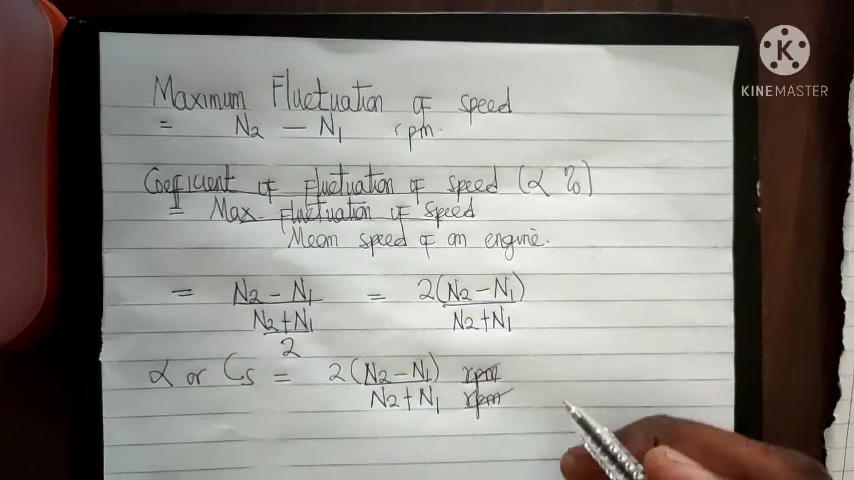 Maximum Fluctuation of speed
= N2 - N1 rpm.
Coefficient of Fluctuation of speed (α %)
= Max. Fluctuation of speed
Mean speed of an engine.
= N2 - N1 / (N2 + N1 / 2) = 2(N2 - N1) / N2 + N1
α or Cs = 2(N2 - N1) rpm / N2 + N1 rpm
K
KINEMASTER